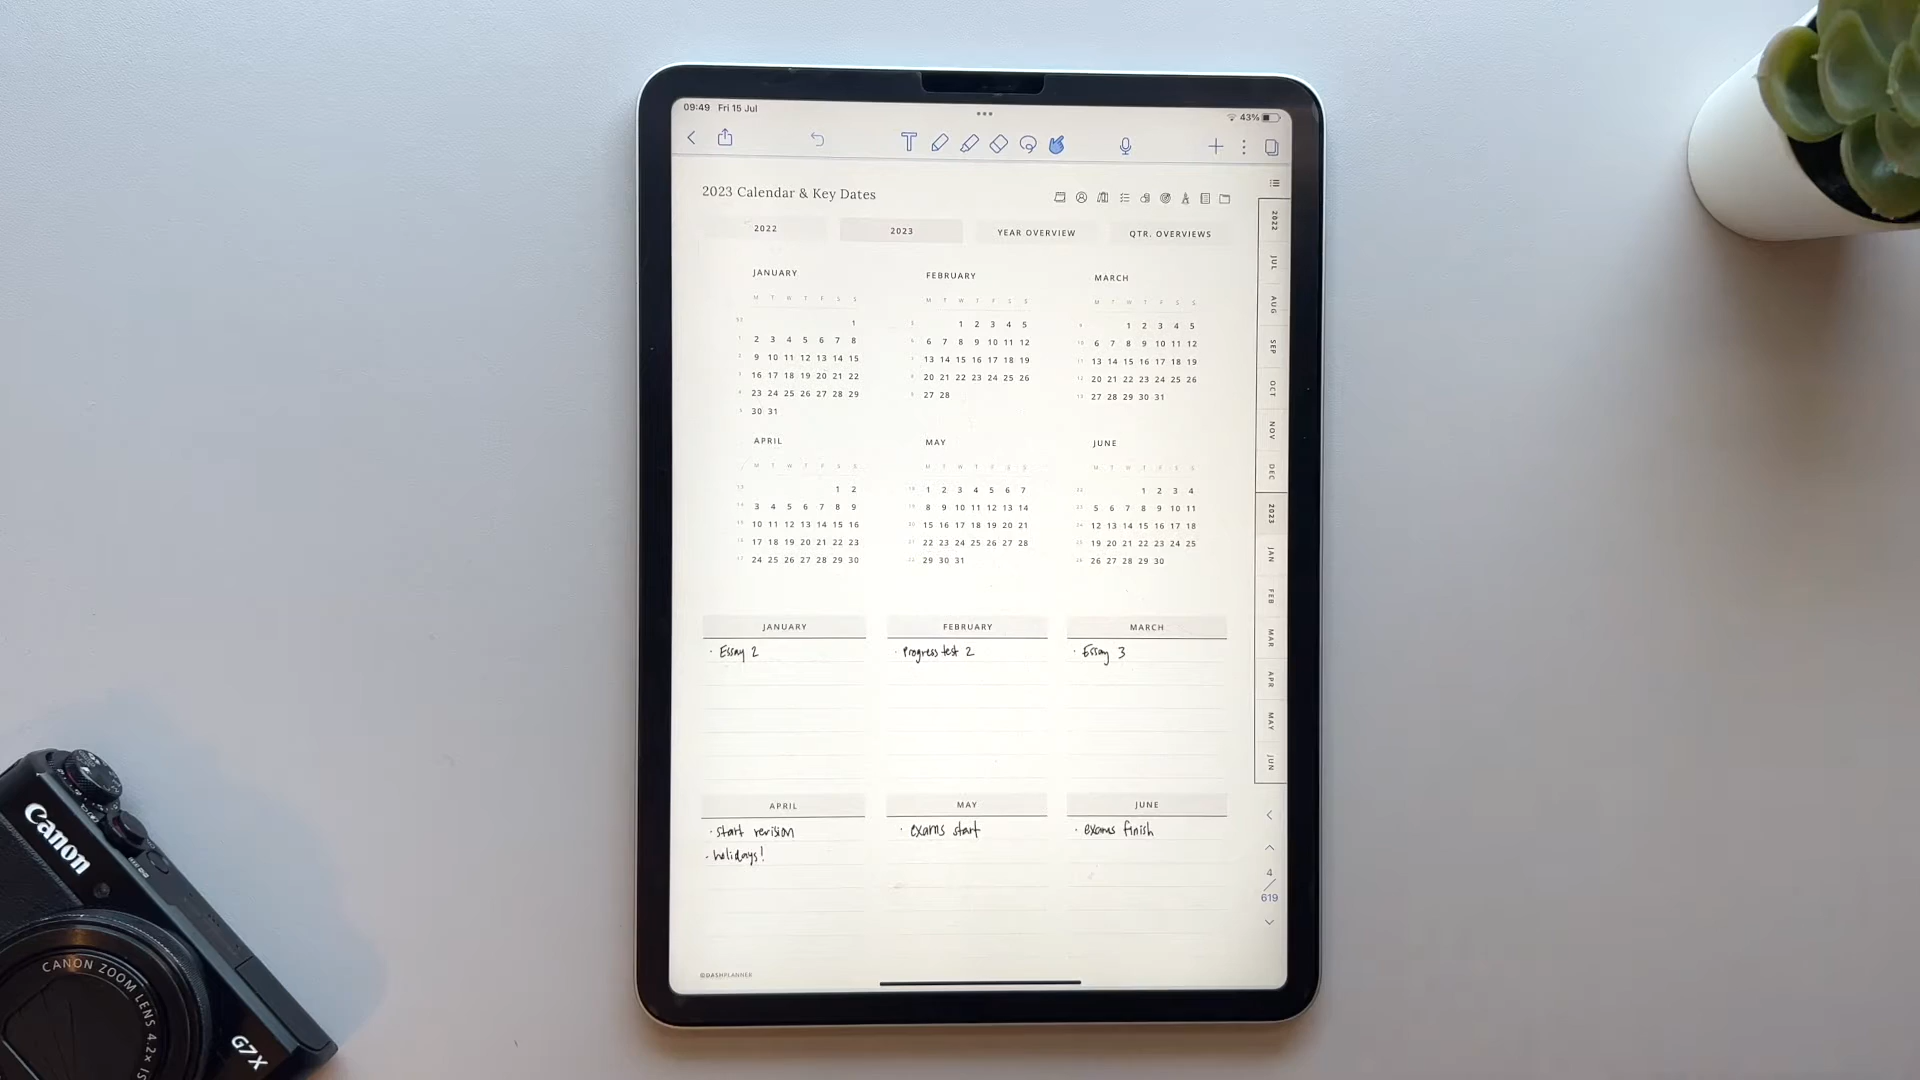 09:49 Fri 15 Jul
43%
2023 Calendar & Key Dates
2022
2023
YEAR OVERVIEW
QTR. OVERVIEWS
JANUARY
M T W T F S S
1
2 3 4 5 6 7 8
9 10 11 12 13 14 15
16 17 18 19 20 21 22
23 24 25 26 27 28 29
30 31
FEBRUARY
M T W T F S S
1 2 3 4 5
6 7 8 9 10 11 12
13 14 15 16 17 18 19
20 21 22 23 24 25 26
27 28
MARCH
M T W T F S S
1 2 3 4 5
6 7 8 9 10 11 12
13 14 15 16 17 18 19
20 21 22 23 24 25 26
27 28 29 30 31
APRIL
M T W T F S S
1 2
3 4 5 6 7 8 9
10 11 12 13 14 15 16
17 18 19 20 21 22 23
24 25 26 27 28 29 30
MAY
M T W T F S S
1 2 3 4 5 6 7
8 9 10 11 12 13 14
15 16 17 18 19 20 21
22 23 24 25 26 27 28
29 30 31
JUNE
M T W T F S S
1 2 3 4
5 6 7 8 9 10 11
12 13 14 15 16 17 18
19 20 21 22 23 24 25
26 27 28 29 30
JANUARY
· Essay 2
FEBRUARY
· Progress test 2
MARCH
· Essay 3
APRIL
· start revision
· holidays!
MAY
· exams start
JUNE
· exams finish
©DASHPLANNER
2022
JUL
AUG
SEP
OCT
NOV
DEC
2023
JAN
FEB
MAR
APR
MAY
JUN
4
619
Canon
CANON ZOOM LENS 4.2x IS
G7X